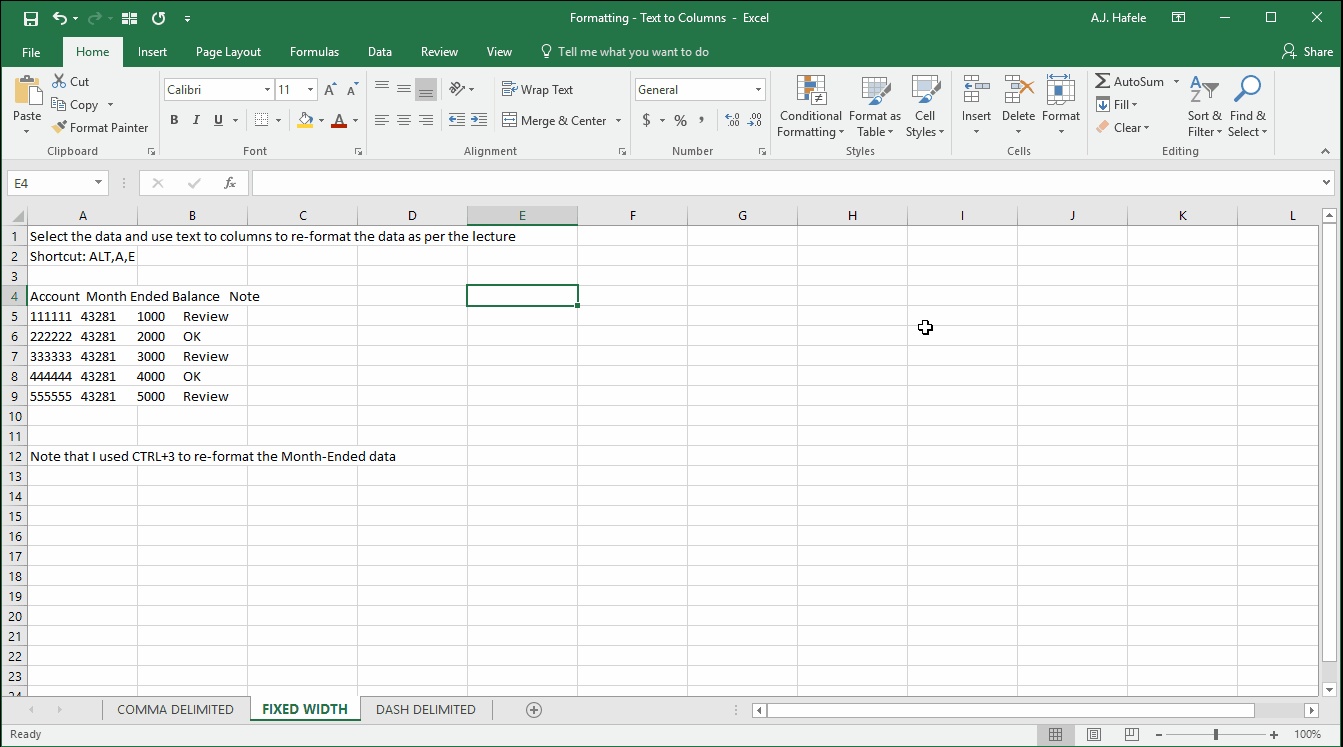 Formatting - Text to Columns - Excel
A.J. Hafele
File Home Insert Page Layout Formulas Data Review View Tell me what you want to do Share
Paste
Cut
Copy
Format Painter
Clipboard
Calibri 11 A A
B I U A
Font
Wrap Text
Merge & Center
Alignment
General
$ % , .0 .00 .00 .0
Number
Conditional Formatting
Format as Table
Cell Styles
Styles
Insert Delete Format
Cells
AutoSum
Fill
Clear
Sort & Filter
Find & Select
Editing
E4 fx
A B C D E F G H I J K L
1 Select the data and use text to columns to re-format the data as per the lecture
2 Shortcut: ALT,A,E
3
4 Account Month Ended Balance Note
5 111111 43281 1000 Review
6 222222 43281 2000 OK
7 333333 43281 3000 Review
8 444444 43281 4000 OK
9 555555 43281 5000 Review
10
11
12 Note that I used CTRL+3 to re-format the Month-Ended data
13
14
15
16
17
18
19
20
21
22
23
24
COMMA DELIMITED FIXED WIDTH DASH DELIMITED
Ready 100%